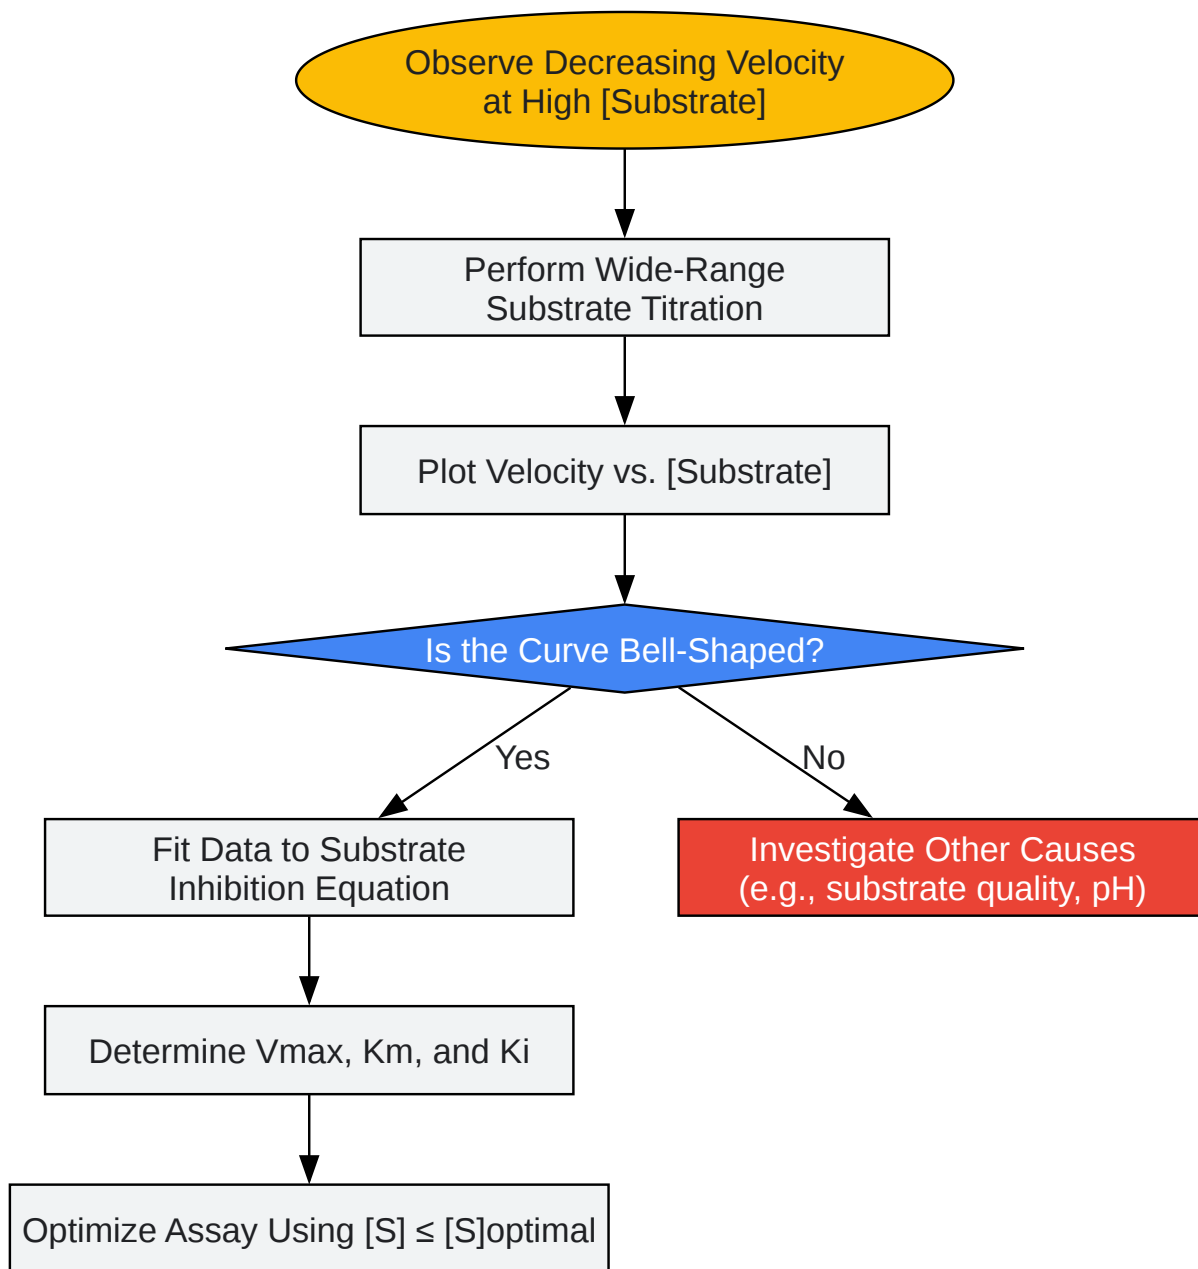 Observe Decreasing Velocity
at High [Substrate]
Perform Wide-Range
Substrate Titration
Plot Velocity vs. [Substrate]
Is the Curve Bell-Shaped?
Yes
No
Fit Data to Substrate
Inhibition Equation
Investigate Other Causes
(e.g., substrate quality, pH)
Determine Vmax, Km, and Ki
Optimize Assay Using [S] ≤ [S]optimal